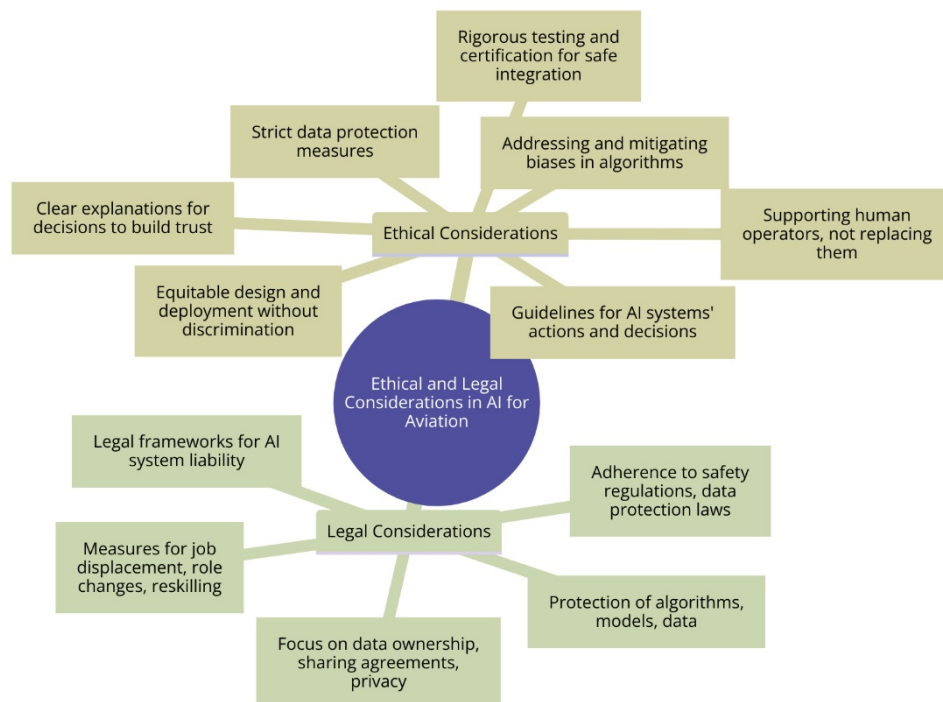 Rigorous testing and
certification for safe
integration
Strict data protection
measures
Addressing and mitigating
biases in algorithms
Clear explanations for
decisions to build trust
Ethical Considerations
Supporting human
operators, not replacing
them
Equitable design and
deployment without
discrimination
Guidelines for AI systems'
actions and decisions
Ethical and Legal
Considerations in AI for
Aviation
Legal frameworks for AI
system liability
Adherence to safety
regulations, data
protection laws
Legal Considerations
Measures for job
displacement, role
changes, reskilling
Protection of algorithms,
models, data
Focus on data ownership,
sharing agreements,
privacy